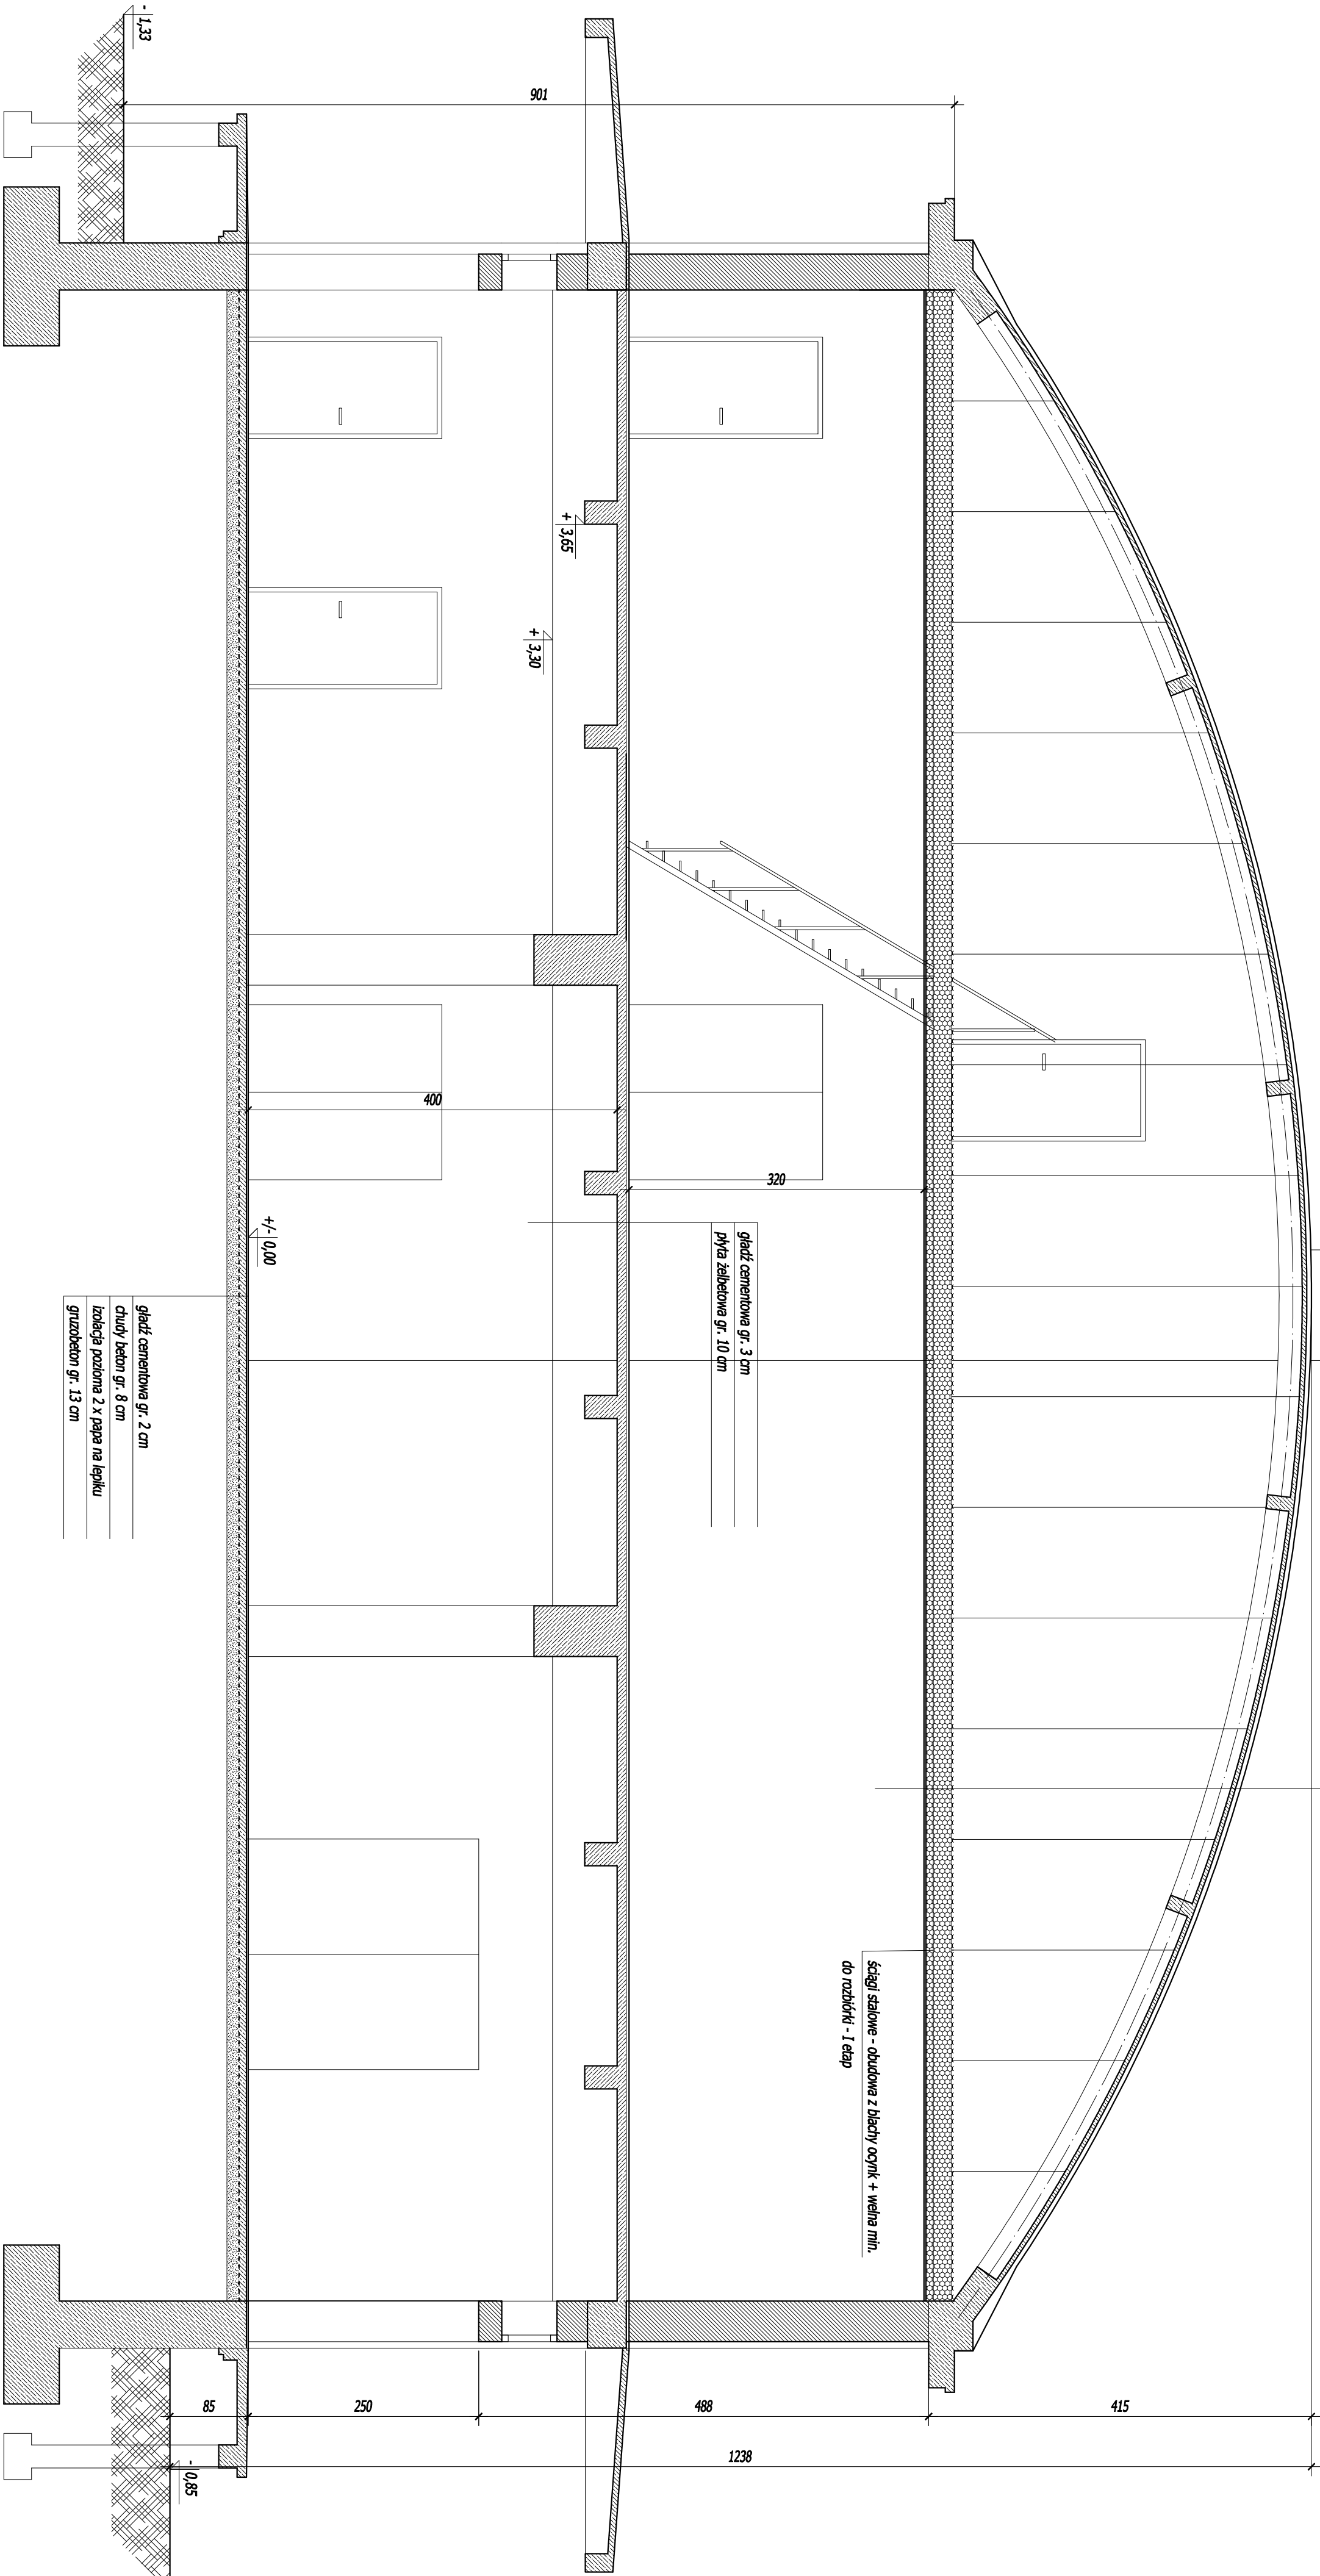 - 1,33
901
+ 3,65
+ 3,30
400
320
+/- 0,00
gładź cementowa gr. 3 cm
płyta żelbetowa gr. 10 cm
gładź cementowa gr. 2 cm
chudy beton gr. 8 cm
izolacja pozioma 2 x papa na lepiku
gruzobeton gr. 13 cm
ściągi stalowe - obudowa z blachy ocynk + wełna min.
do rozbiórki - I etap
85
250
488
415
1238
- 0,85